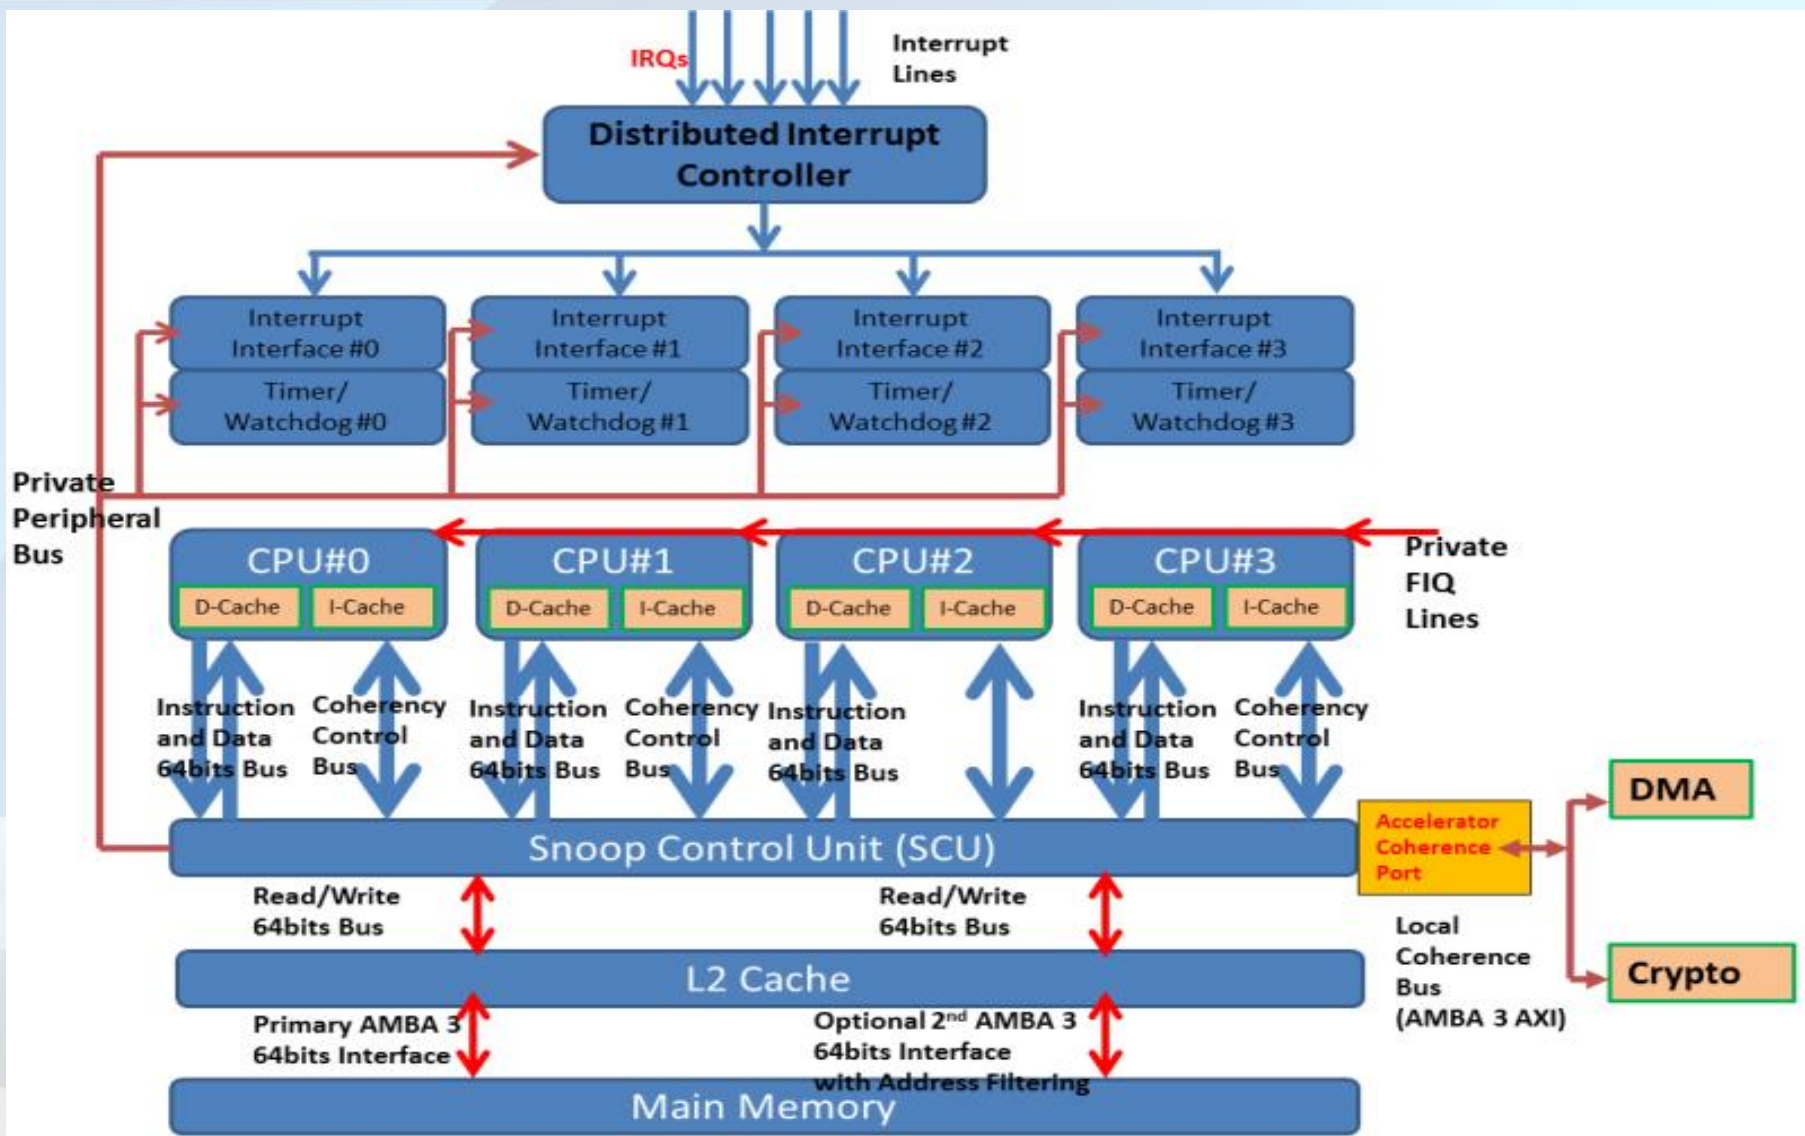 IRQs
Interrupt
Lines
Distributed Interrupt
Controller
Interrupt
Interface #0
Interrupt
Interface #1
Interrupt
Interface #2
Interrupt
Interface #3
Timer/
Watchdog #0
Timer/
Watchdog #1
Timer/
Watchdog #2
Timer/
Watchdog #3
Private
Peripheral
Bus
CPU#0
D-Cache
I-Cache
CPU#1
D-Cache
I-Cache
CPU#2
D-Cache
I-Cache
CPU#3
D-Cache
I-Cache
Private
FIQ
Lines
Instruction
and Data
64bits Bus
Coherency
Control
Bus
Instruction
and Data
64bits Bus
Coherency
Control
Bus
Instruction
and Data
64bits Bus
Instruction
and Data
64bits Bus
Coherency
Control
Bus
Snoop Control Unit (SCU)
Accelerator
Coherence
Port
DMA
Crypto
Local
Coherence
Bus
(AMBA 3 AXI)
Read/Write
64bits Bus
Read/Write
64bits Bus
L2 Cache
Primary AMBA 3
64bits Interface
Optional 2nd AMBA 3
64bits Interface
with Address Filtering
Main Memory